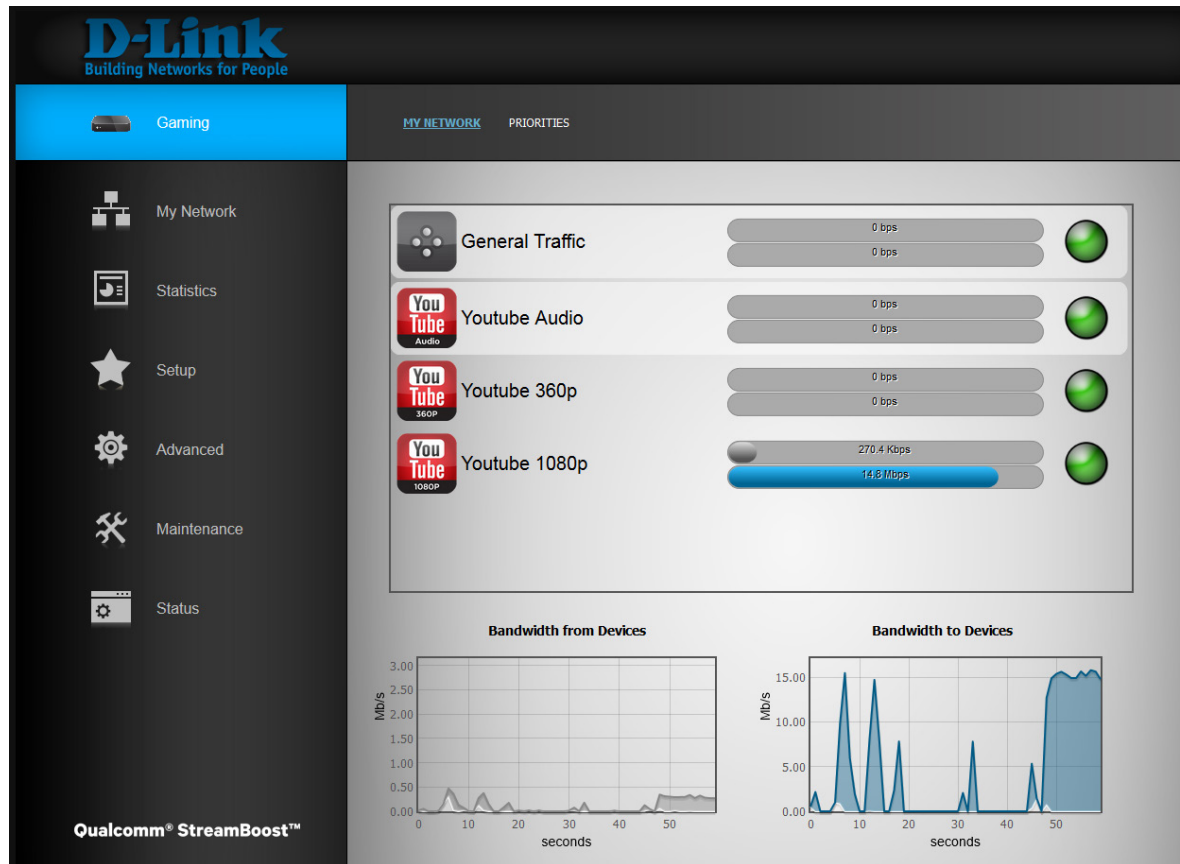 D-Link
Building Networks for People
Gaming
MY NETWORK PRIORITIES
My Network
Statistics
Setup
Advanced
Maintenance
Status
Qualcomm® StreamBoost™
General Traffic
0 bps
0 bps
You
Tube
Audio
Youtube Audio
0 bps
0 bps
You
Tube
360P
Youtube 360p
0 bps
0 bps
You
Tube
1080P
Youtube 1080p
270.4 Kbps
14.8 Mbps
Bandwidth from Devices
Mb/s
3.00
2.50
2.00
1.50
1.00
0.50
0.00
0 10 20 30 40 50
seconds
Bandwidth to Devices
Mb/s
15.00
10.00
5.00
0.00
0 10 20 30 40 50
seconds